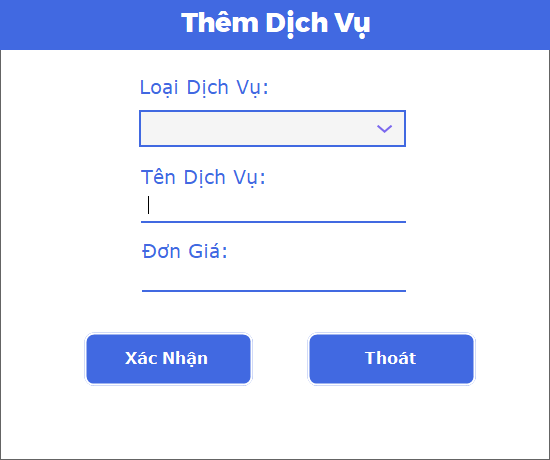 Thêm Dịch Vụ
Loại Dịch Vụ:
Tên Dịch Vụ:
Đơn Giá:
Xác Nhận
Thoát